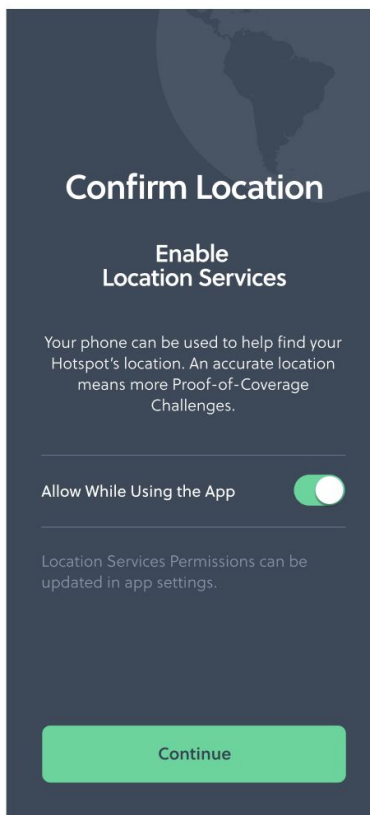 Confirm Location
Enable
Location Services
Your phone can be used to help find your
Hotspot's location. An accurate location
means more Proof-of-Coverage
Challenges.
Allow While Using the App
Location Services Permissions can be
updated in app settings.
Continue